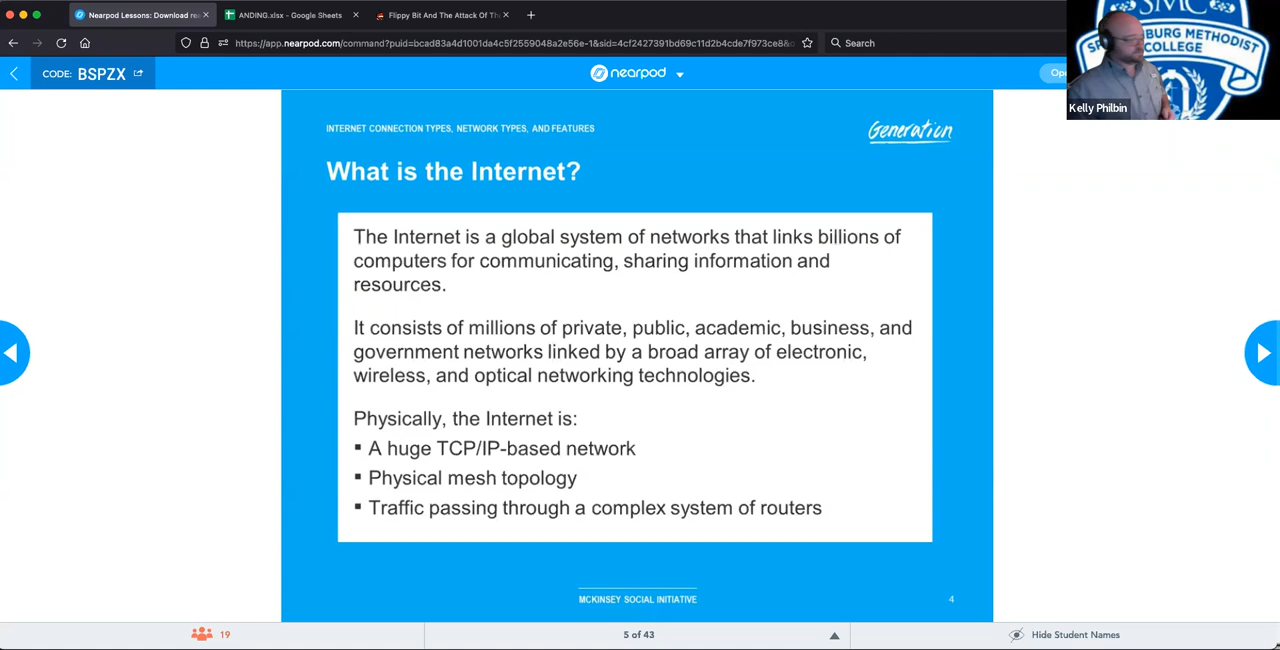 Nearpod Lessons: Download re
ANDING.xlsx - Google Sheets
Flippy Bit And The Attack Of Th
https://app.nearpod.com/command?puid=bcad83a4d1001da4c5f2559048a2e56e-1&sid=4cf2427391bd69c11d2b4cde7f973ce8&
Search
CODE: BSPZX
nearpod
Ope
SMC
METHODIST
COLLEGE
Kelly Philbin
INTERNET CONNECTION TYPES, NETWORK TYPES, AND FEATURES
Generation
What is the Internet?
The Internet is a global system of networks that links billions of
computers for communicating, sharing information and
resources.
It consists of millions of private, public, academic, business, and
government networks linked by a broad array of electronic,
wireless, and optical networking technologies.
Physically, the Internet is:
▪ A huge TCP/IP-based network
▪ Physical mesh topology
▪ Traffic passing through a complex system of routers
MCKINSEY SOCIAL INITIATIVE
4
19
5 of 43
Hide Student Names